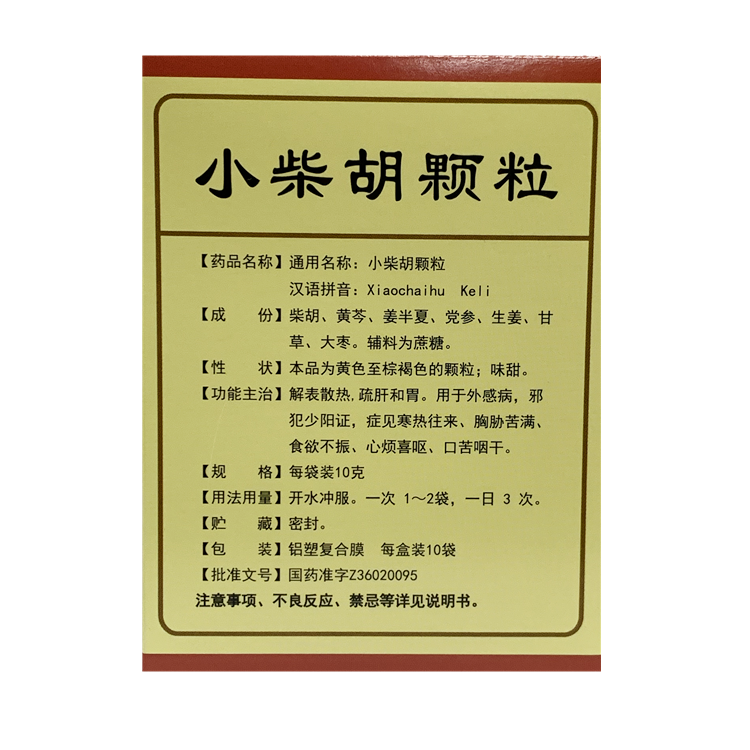 小柴胡颗粒
【药品名称】通用名称：小柴胡颗粒
汉语拼音：Xiaochaihu Keli
【成 份】柴胡、黄芩、姜半夏、党参、生姜、甘
草、大枣。辅料为蔗糖。
【性 状】本品为黄色至棕褐色的颗粒；味甜。
【功能主治】解表散热,疏肝和胃。用于外感病，邪
犯少阳证，症见寒热往来、胸胁苦满、
食欲不振、心烦喜呕、口苦咽干。
【规 格】每袋装10克
【用法用量】开水冲服。一次 1～2袋，一日 3 次。
【贮 藏】密封。
【包 装】铝塑复合膜 每盒装10袋
【批准文号】国药准字Z36020095
注意事项、不良反应、禁忌等详见说明书。